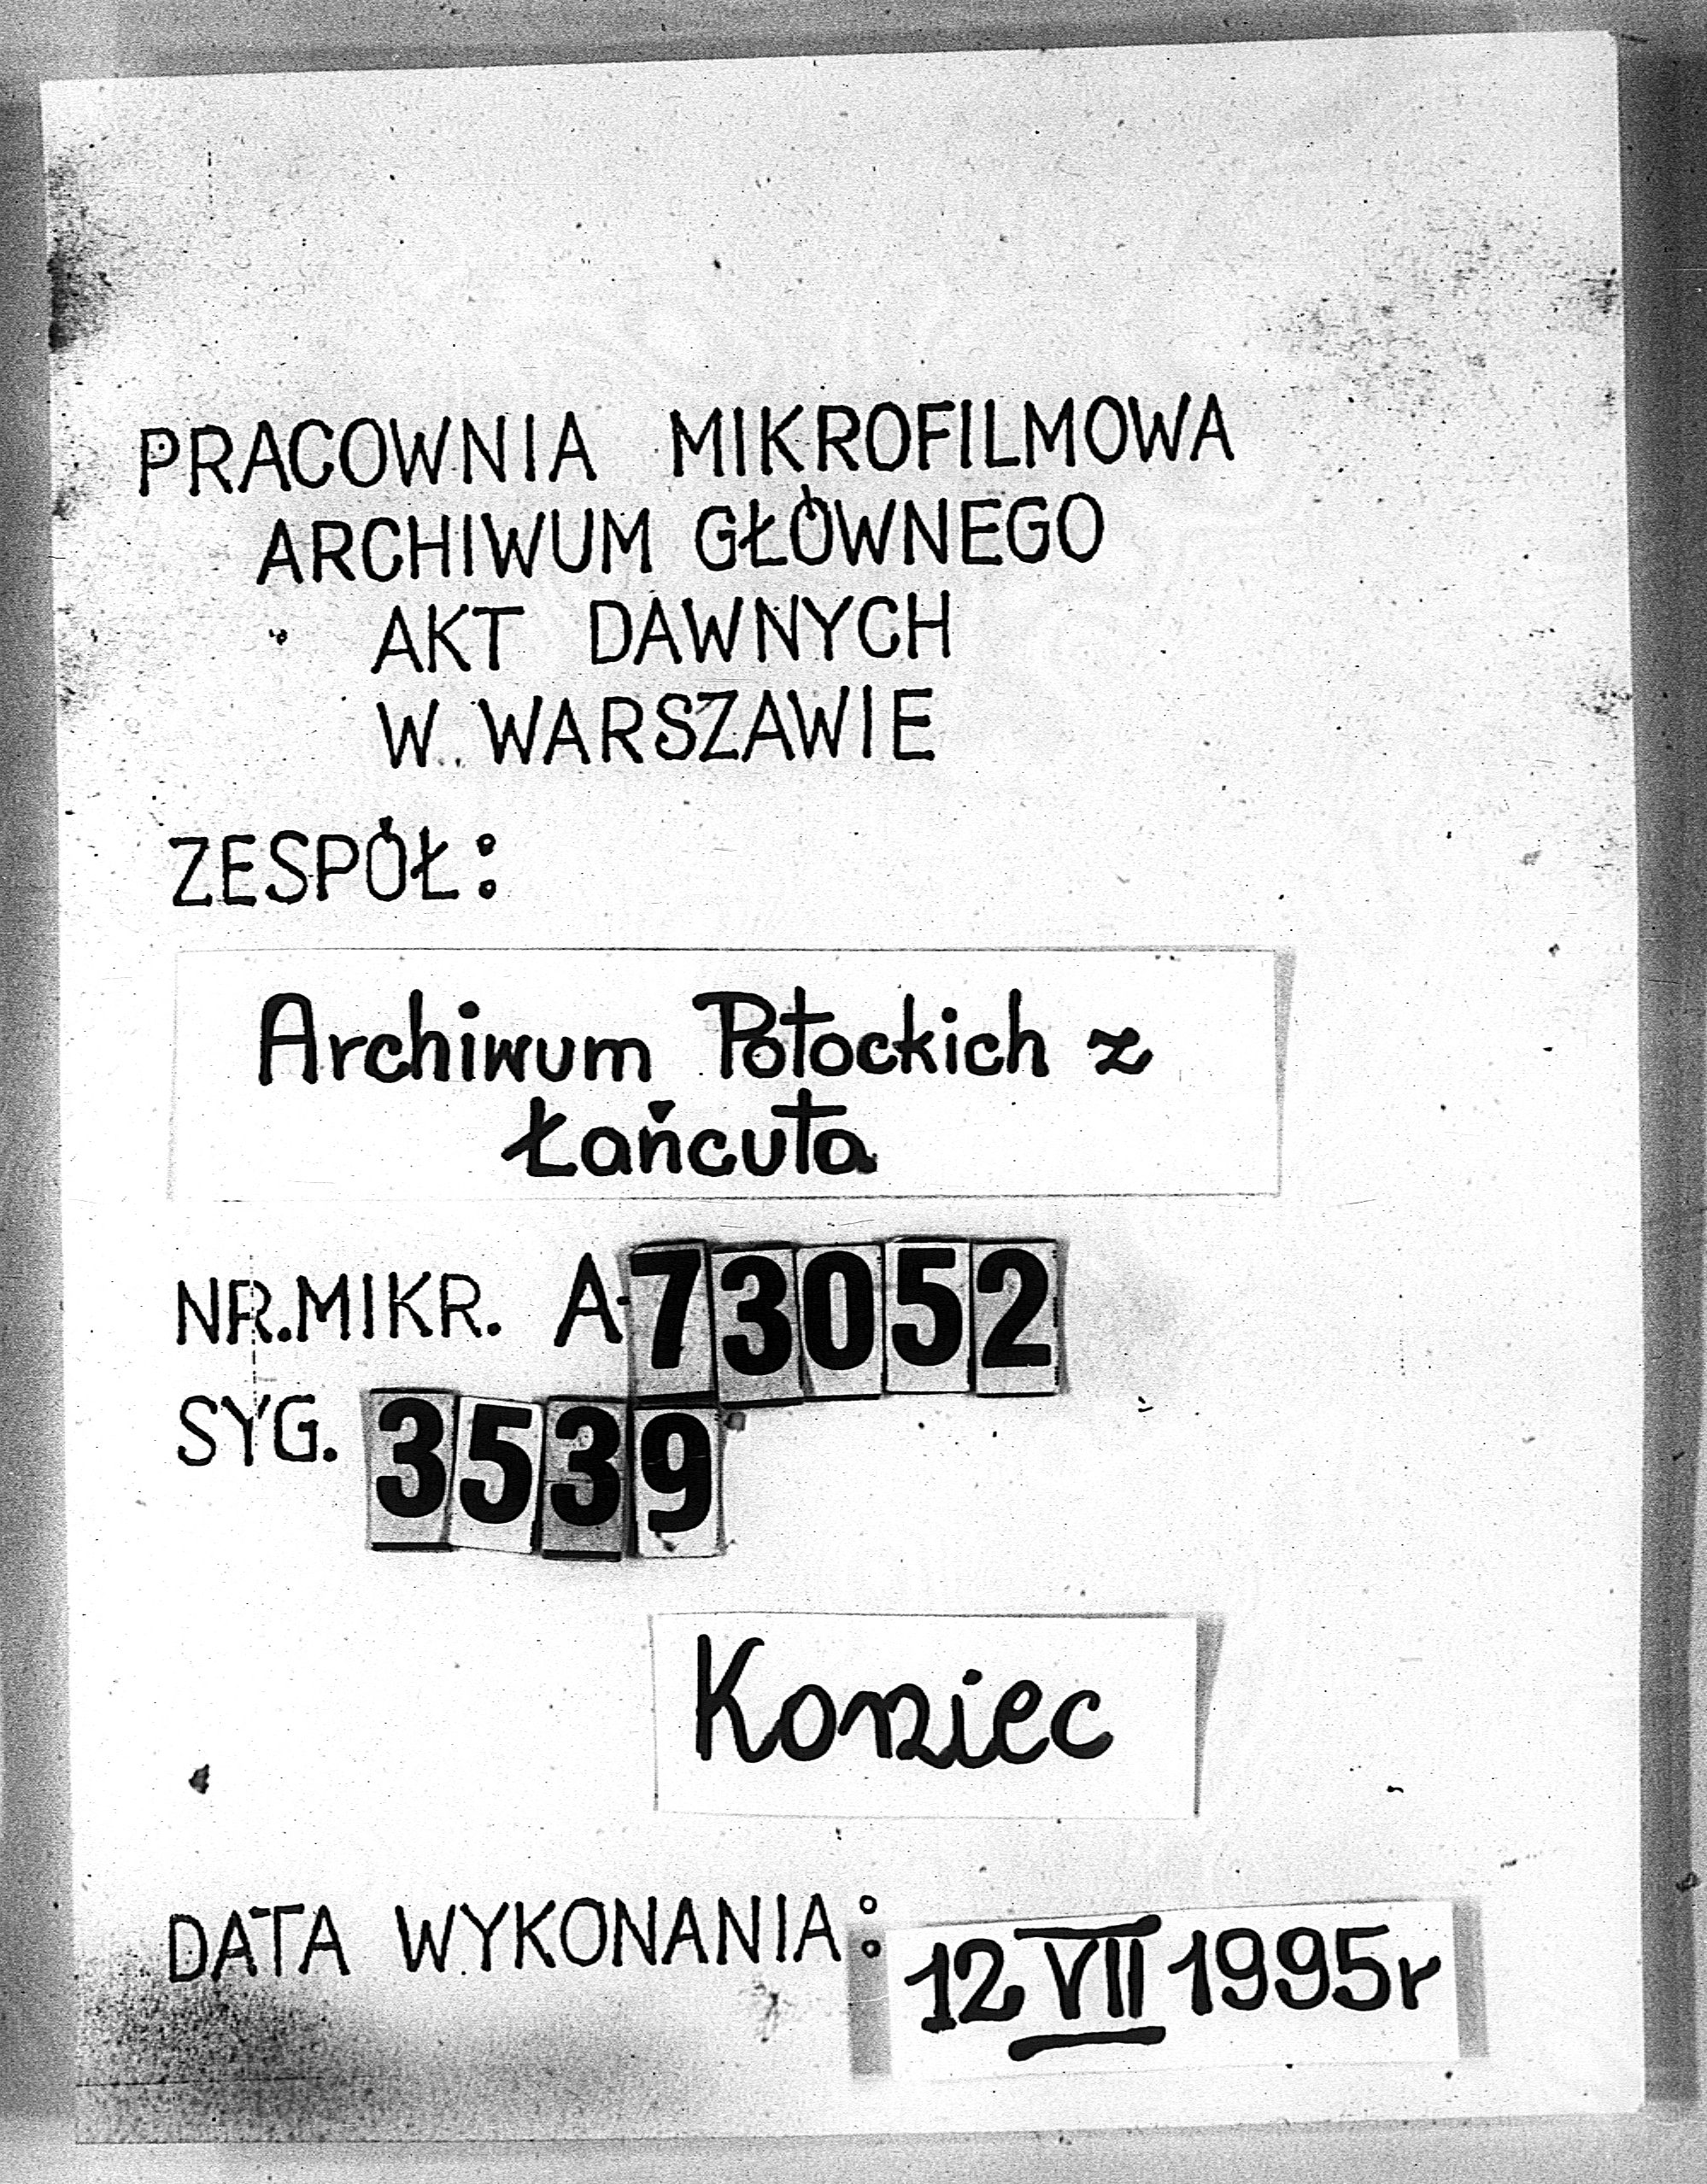 PRACOWNIA MIKROFILMOWA
ARCHIWUM GŁÓWNEGO
AKT DAWNYCH
W WARSZAWIE
ZESPÓŁ:
Archiwum Potockich z
Łańcuta
NR.MIKR. A-73052
SYG. 3539
Koniec
DATA WYKONANIA: 12 VII 1995r